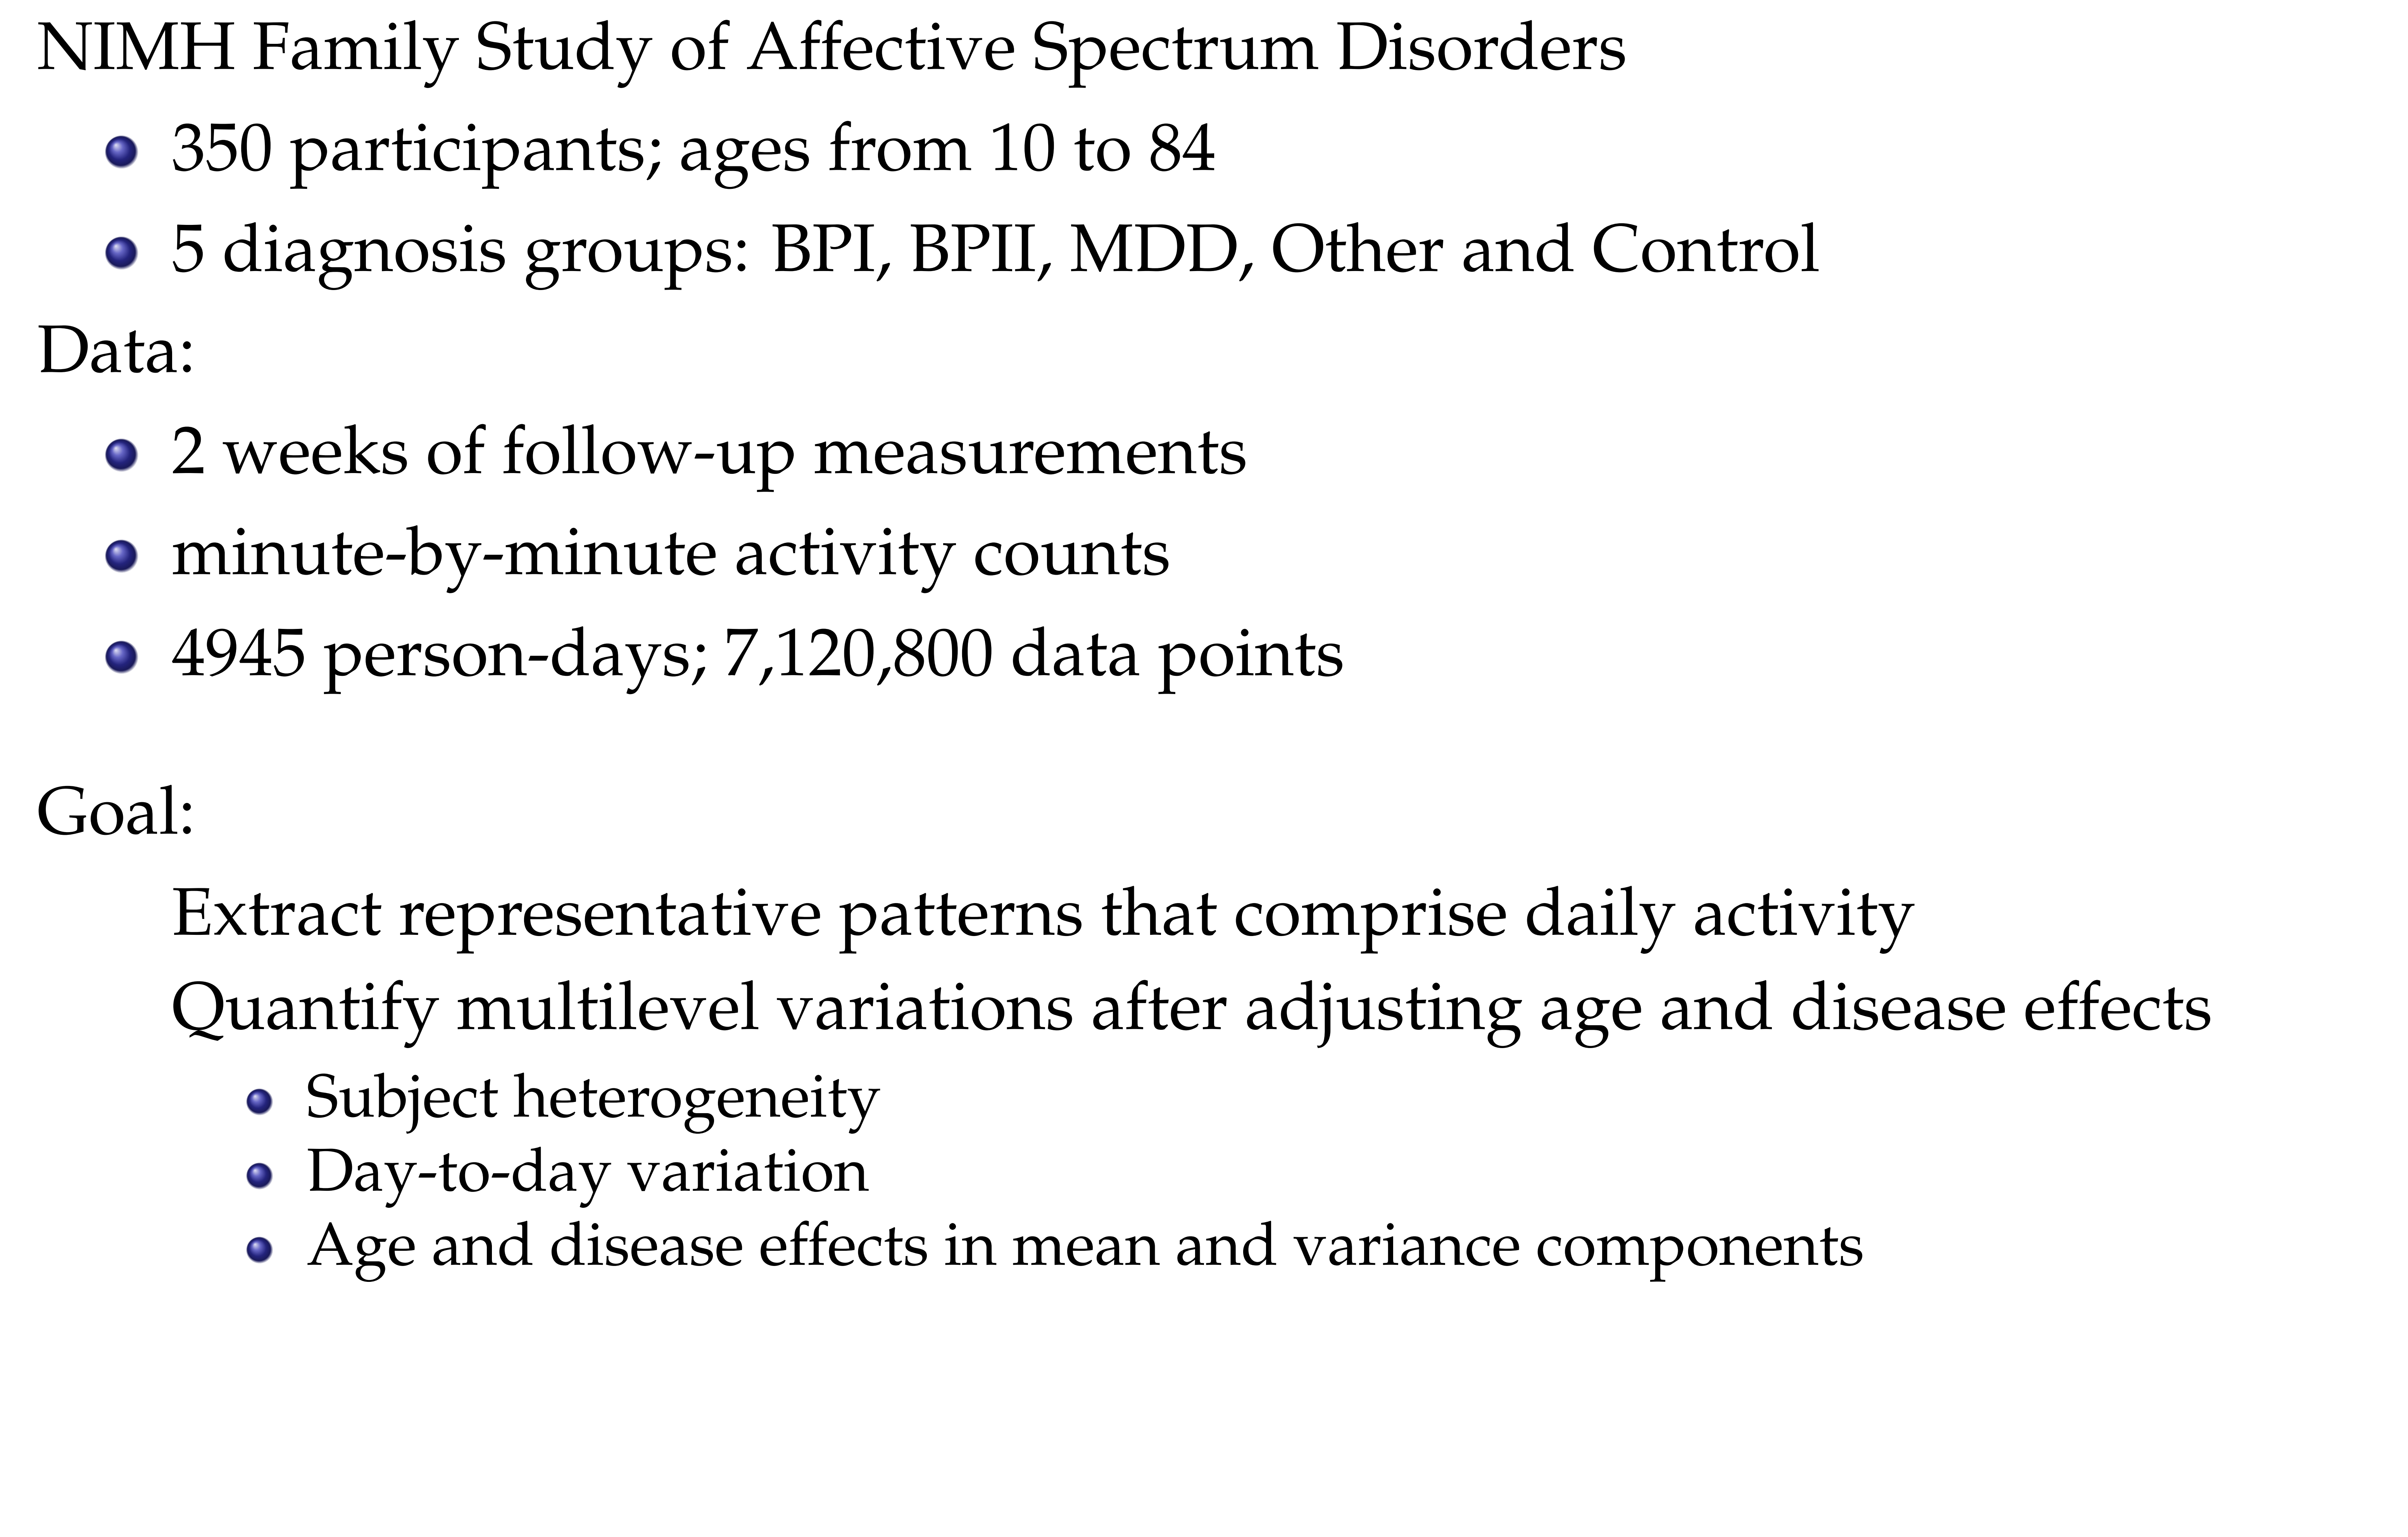 NIMH Family Study of Affective Spectrum Disorders
350 participants; ages from 10 to 84
5 diagnosis groups: BPI, BPII, MDD, Other and Control
Data:
2 weeks of follow-up measurements
minute-by-minute activity counts
4945 person-days; 7,120,800 data points
Goal:
Extract representative patterns that comprise daily activity
Quantify multilevel variations after adjusting age and disease effects
Subject heterogeneity
Day-to-day variation
Age and disease effects in mean and variance components